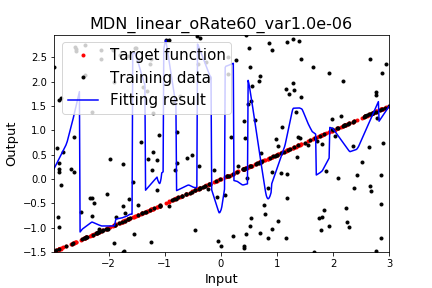 MDN_linear_oRate60_var1.0e-06
Target function
Training data
Fitting result
Output
2.5
2.0
1.5
1.0
0.5
0.0
−0.5
−1.0
−1.5
−2 −1 0 1 2 3
Input